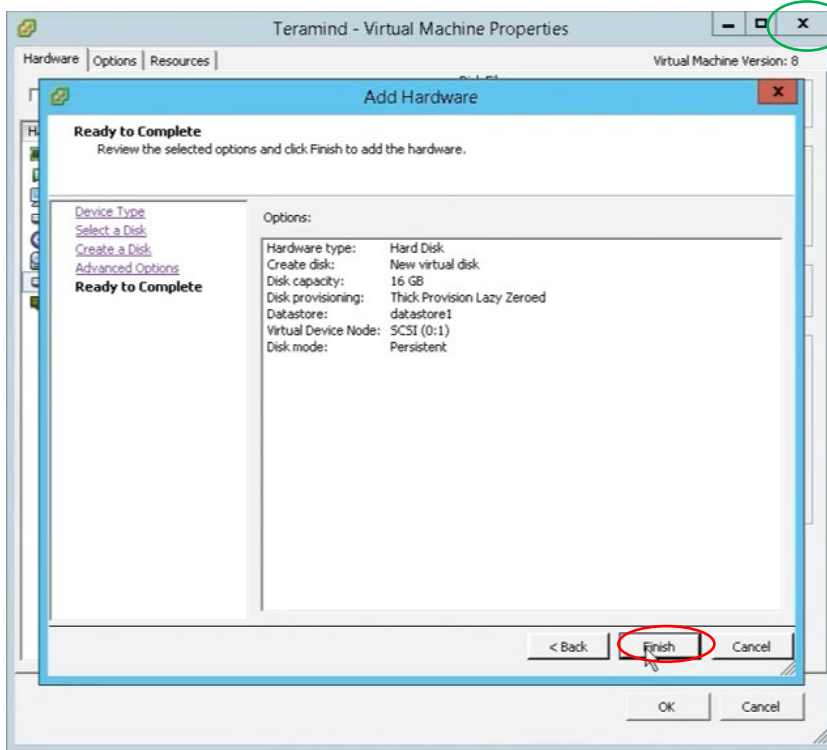 Teramind - Virtual Machine Properties
Hardware Options Resources
Virtual Machine Version: 8
Add Hardware
Ready to Complete
Review the selected options and click Finish to add the hardware.
Device Type
Select a Disk
Create a Disk
Advanced Options
Ready to Complete
Options:
Hardware type: Hard Disk
Create disk: New virtual disk
Disk capacity: 16 GB
Disk provisioning: Thick Provision Lazy Zeroed
Datastore: datastore1
Virtual Device Node: SCSI (0:1)
Disk mode: Persistent
< Back Finish Cancel
OK Cancel